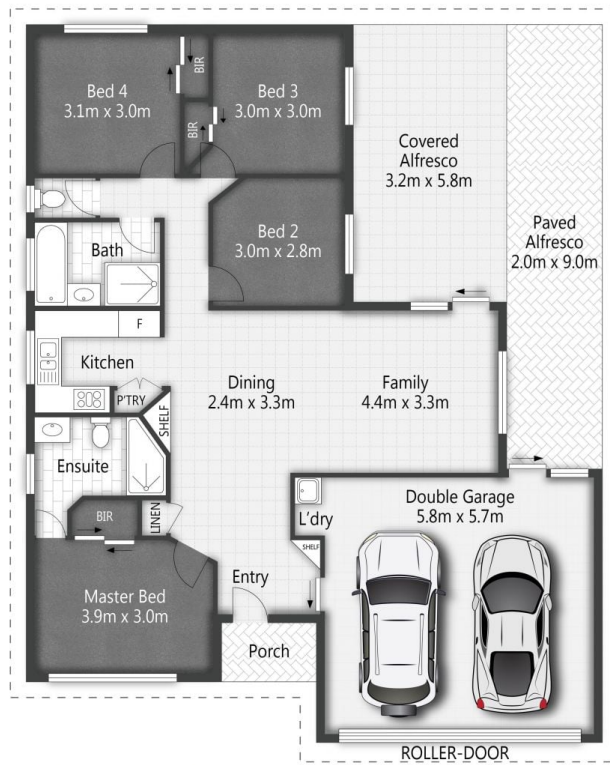 Bed 4
3.1m x 3.0m
BIR
Bed 3
3.0m x 3.0m
BIR
Covered
Alfresco
3.2m x 5.8m
Bed 2
3.0m x 2.8m
Paved
Alfresco
2.0m x 9.0m
Bath
F
Kitchen
P'TRY
SHELF
Dining
2.4m x 3.3m
Family
4.4m x 3.3m
Ensuite
BIR
LINEN
L'dry
SHELF
Double Garage
5.8m x 5.7m
Master Bed
3.9m x 3.0m
Entry
Porch
ROLLER-DOOR